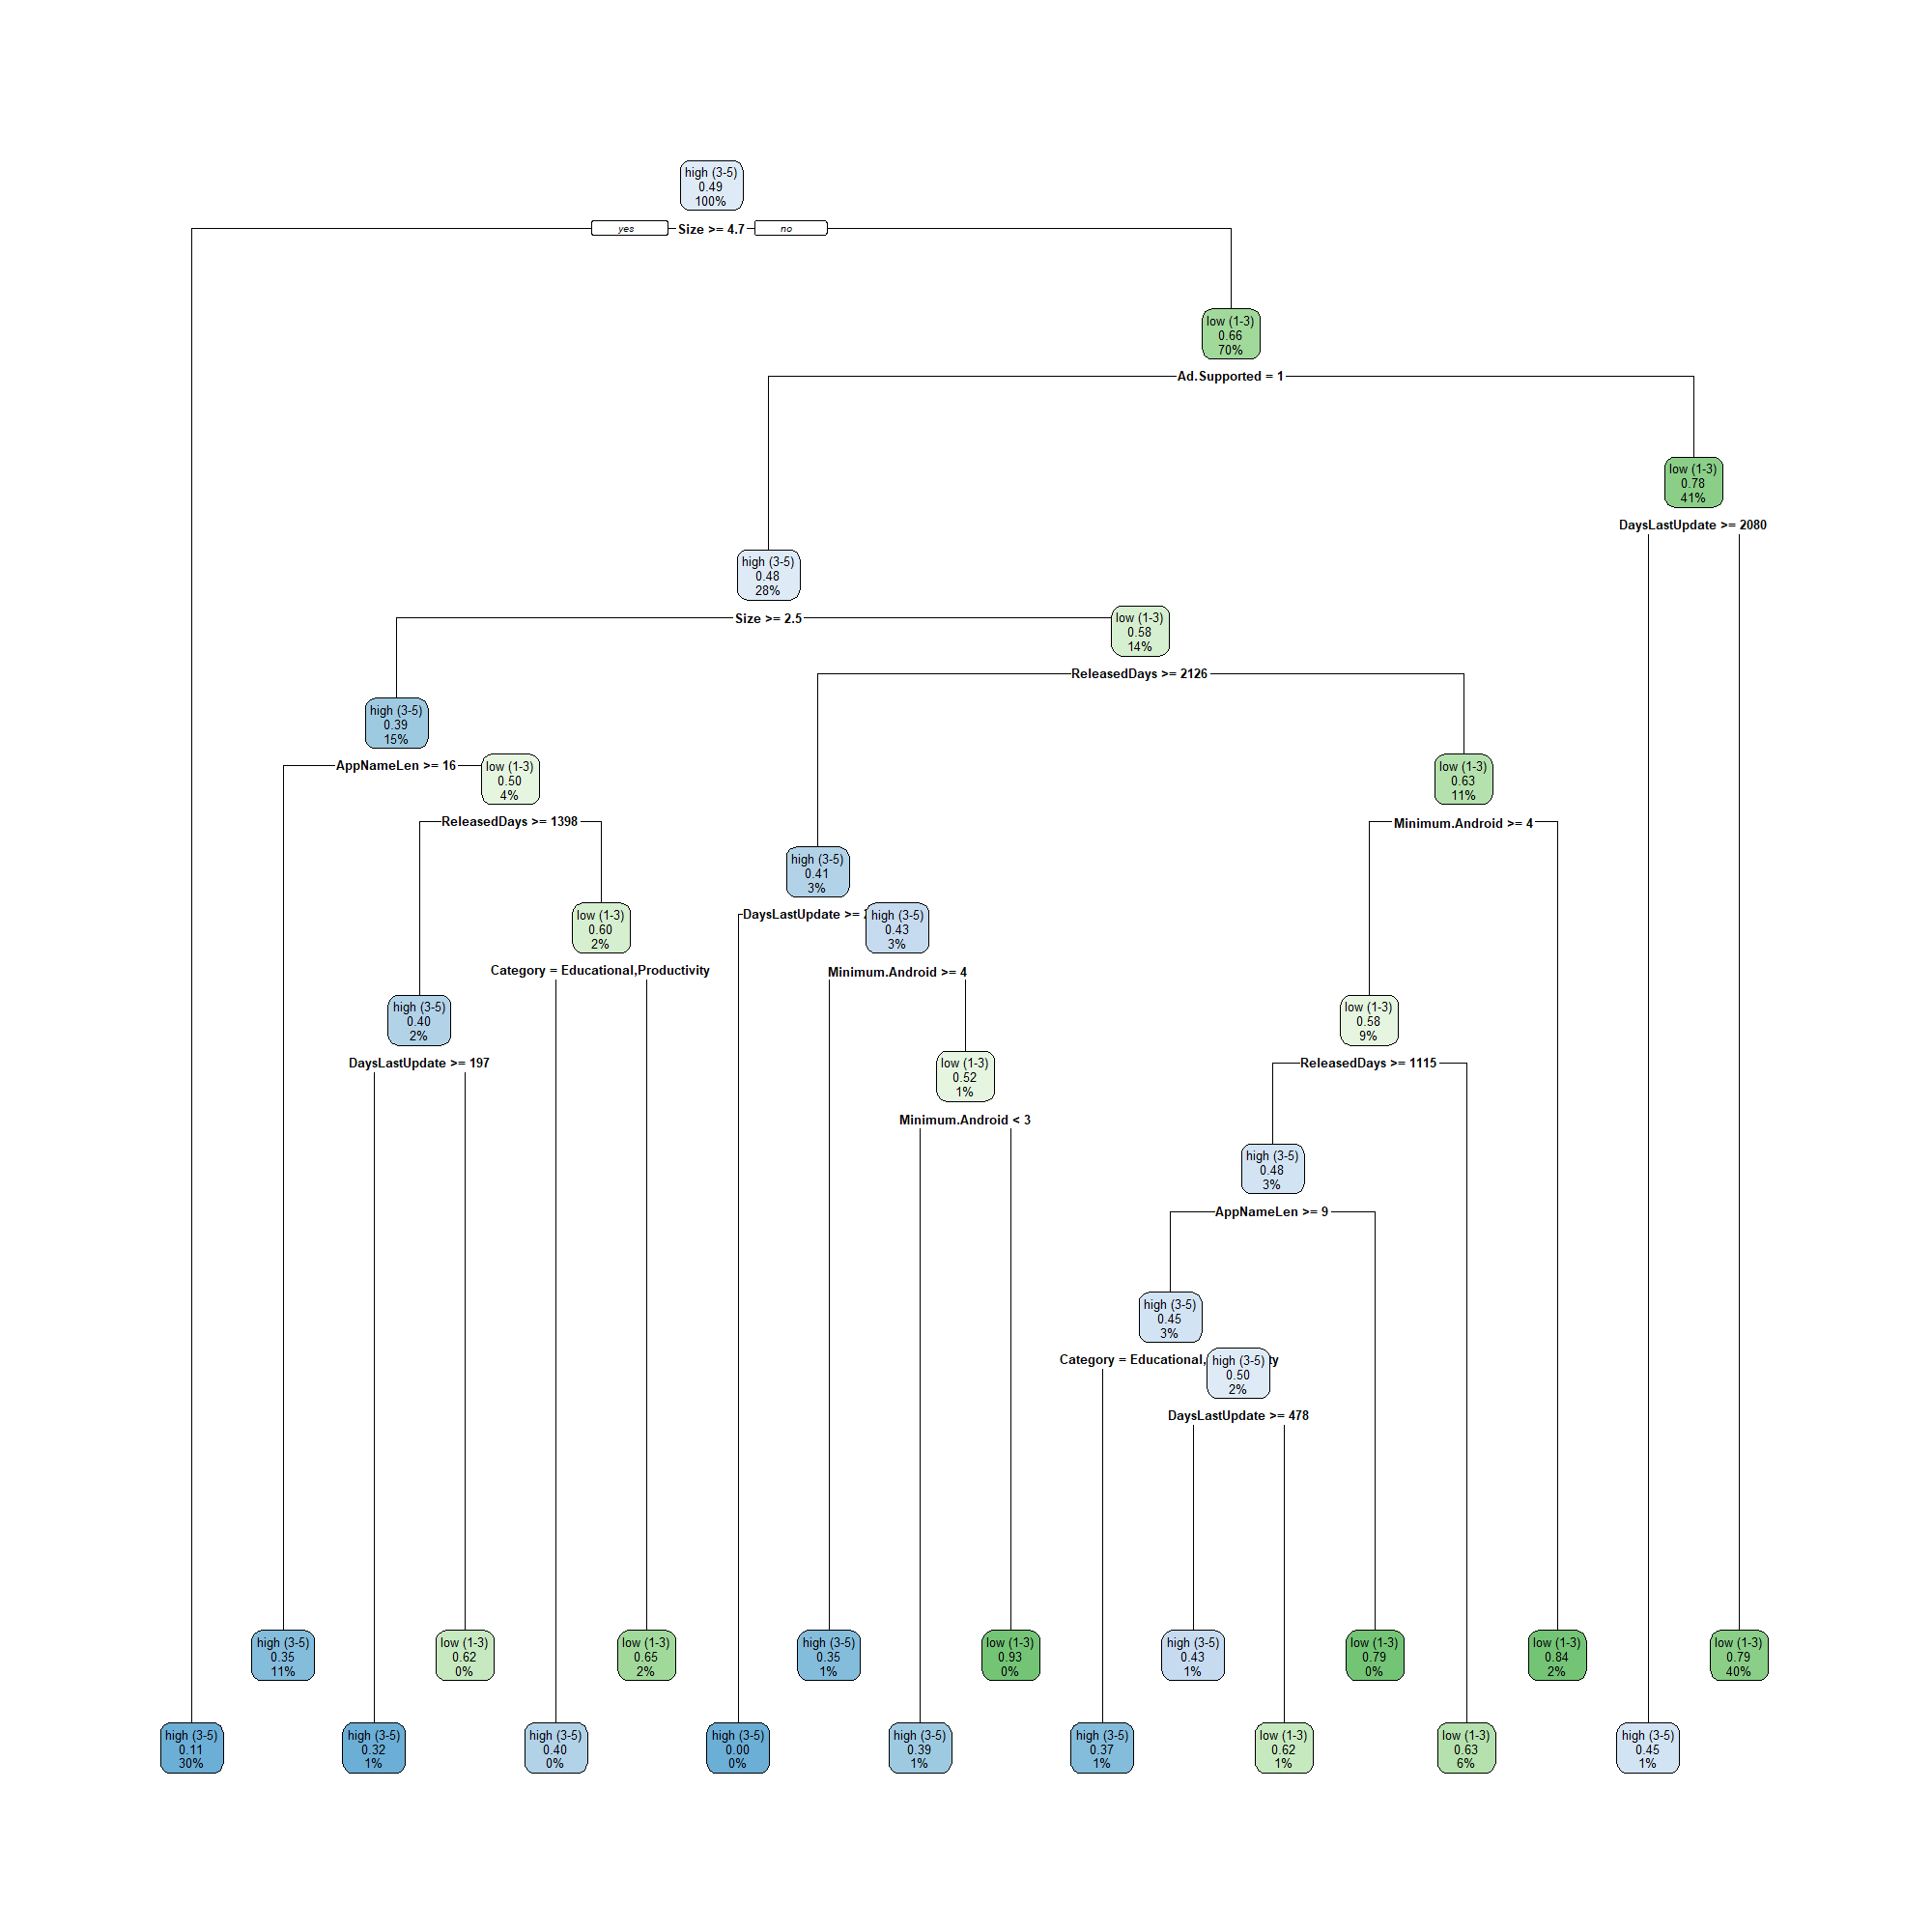 high (3-5)
0.49
100%
yes
Size >= 4.7
no
low (1-3)
0.66
70%
Ad.Supported = 1
low (1-3)
0.78
41%
DaysLastUpdate >= 2080
high (3-5)
0.48
28%
Size >= 2.5
low (1-3)
0.58
14%
ReleasedDays >= 2126
high (3-5)
0.39
15%
AppNameLen >= 16
low (1-3)
0.50
4%
low (1-3)
0.63
11%
ReleasedDays >= 1398
Minimum.Android >= 4
high (3-5)
0.41
3%
DaysLastUpdate >=
low (1-3)
0.60
2%
high (3-5)
0.43
3%
Category = Educational,Productivity
Minimum.Android >= 4
high (3-5)
0.40
2%
DaysLastUpdate >= 197
low (1-3)
0.58
9%
ReleasedDays >= 1115
low (1-3)
0.52
1%
Minimum.Android < 3
high (3-5)
0.48
3%
AppNameLen >= 9
high (3-5)
0.45
3%
Category = Educational,
high (3-5)
0.50
2%
DaysLastUpdate >= 478
high (3-5)
0.35
11%
low (1-3)
0.62
0%
low (1-3)
0.65
2%
high (3-5)
0.35
1%
low (1-3)
0.93
0%
high (3-5)
0.43
1%
low (1-3)
0.79
0%
low (1-3)
0.84
2%
low (1-3)
0.79
40%
high (3-5)
0.11
30%
high (3-5)
0.32
1%
high (3-5)
0.40
0%
high (3-5)
0.00
0%
high (3-5)
0.39
1%
high (3-5)
0.37
1%
low (1-3)
0.62
1%
low (1-3)
0.63
6%
high (3-5)
0.45
1%